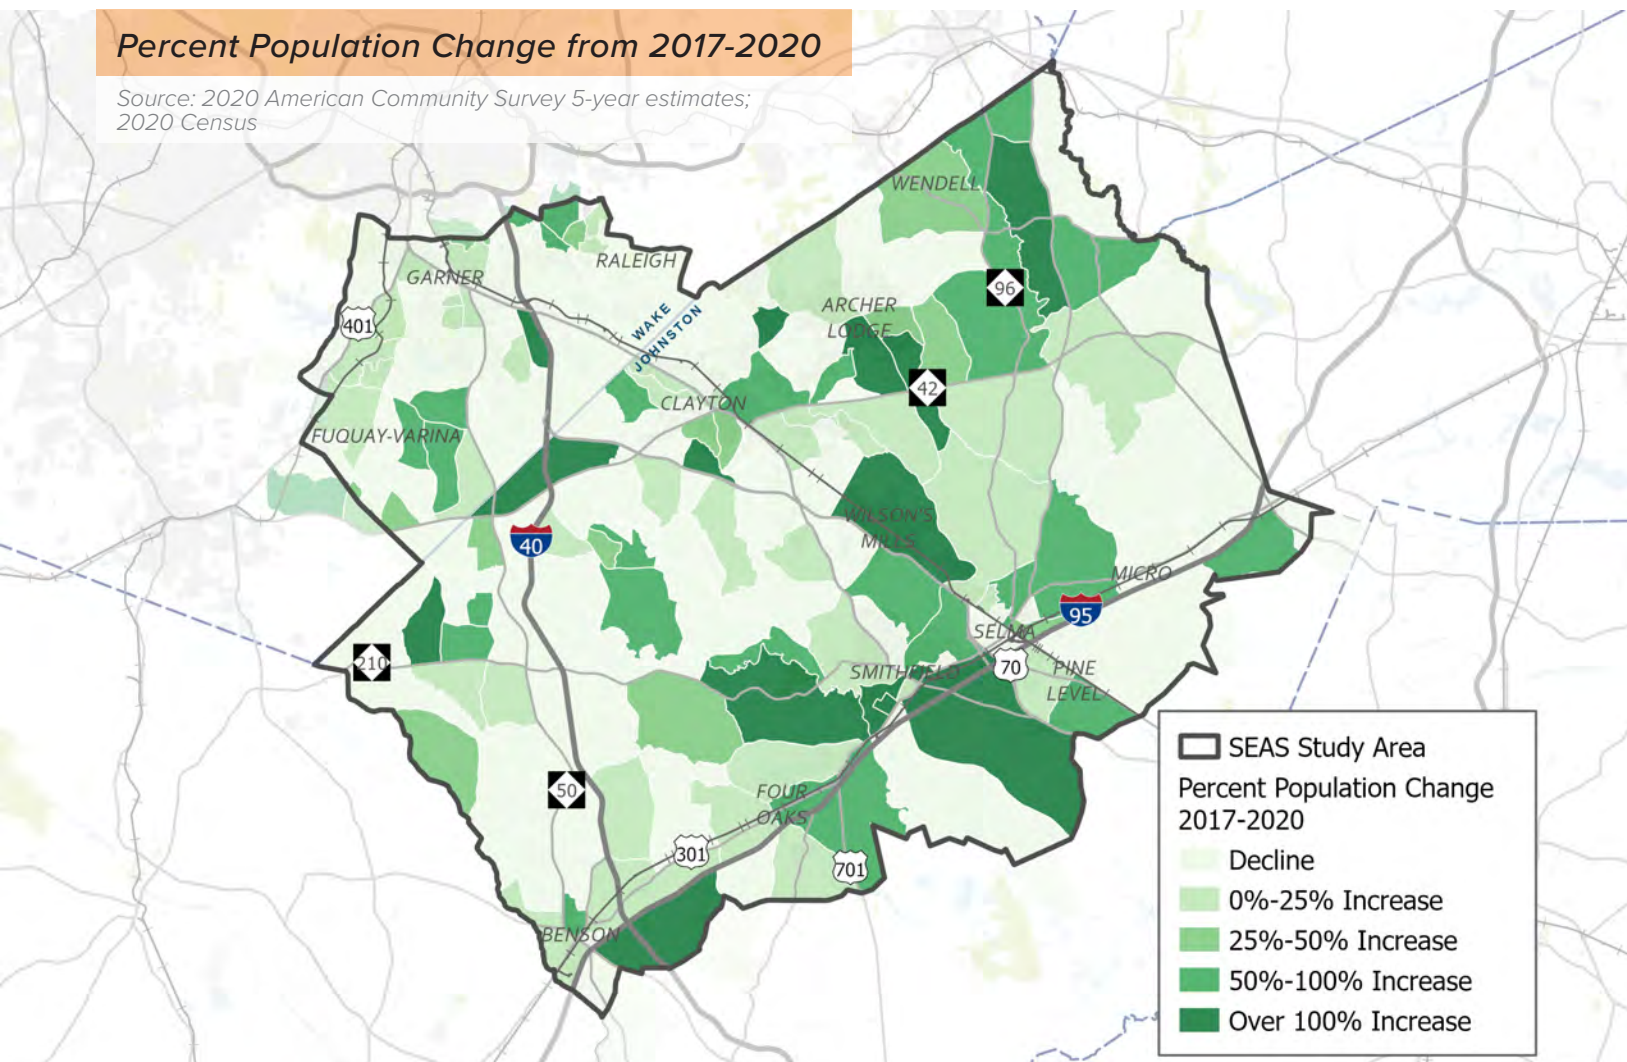 Percent Population Change from 2017-2020
Source: 2020 American Community Survey 5-year estimates;
2020 Census
WENDELL
RALEIGH
GARNER
96
ARCHER
LODGE
401
WAKE
JOHNSTON
42
CLAYTON
FUQUAY-VARINA
WILSON'S
MILLS
40
MICRO
95
SELMA
210
SMITHFIELD
70
PINE
LEVEL
50
FOUR
OAKS
301
701
BENSON
SEAS Study Area
Percent Population Change
2017-2020
Decline
0%-25% Increase
25%-50% Increase
50%-100% Increase
Over 100% Increase